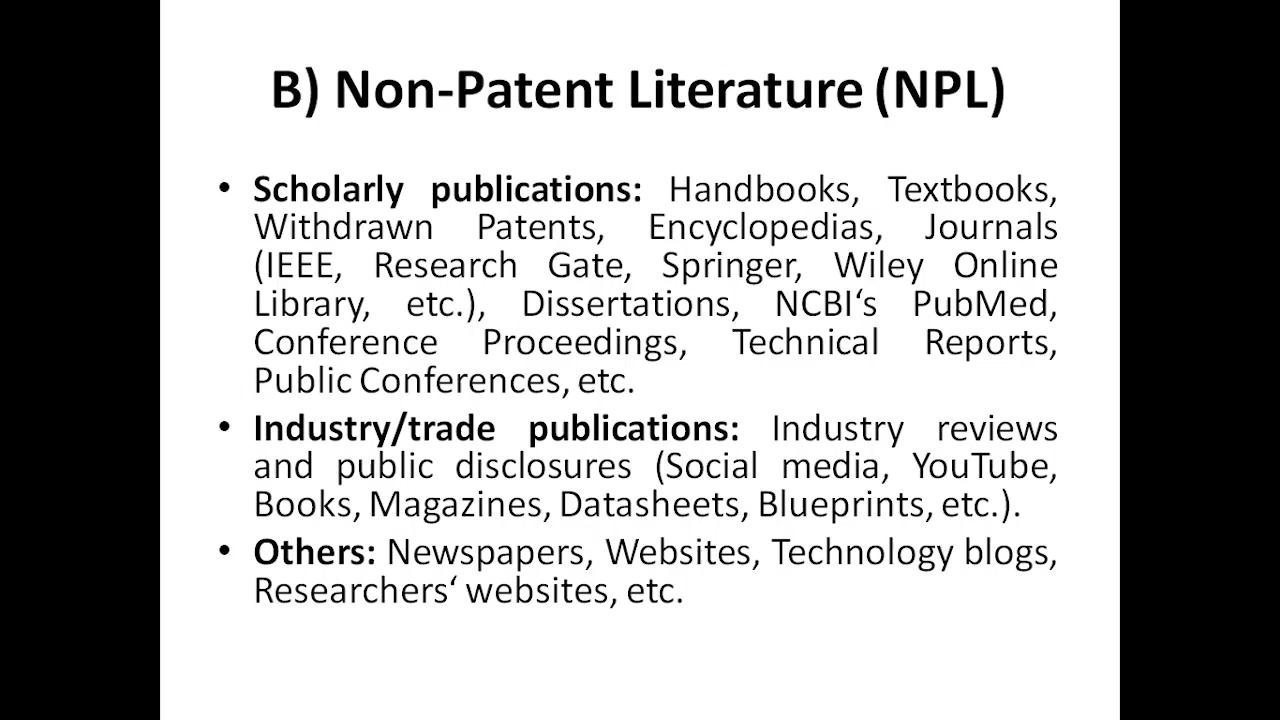 B) Non-Patent Literature (NPL)
• Scholarly publications: Handbooks, Textbooks,
Withdrawn Patents, Encyclopedias, Journals
(IEEE, Research Gate, Springer, Wiley Online
Library, etc.), Dissertations, NCBI‘s PubMed,
Conference Proceedings, Technical Reports,
Public Conferences, etc.
• Industry/trade publications: Industry reviews
and public disclosures (Social media, YouTube,
Books, Magazines, Datasheets, Blueprints, etc.).
• Others: Newspapers, Websites, Technology blogs,
Researchers‘ websites, etc.